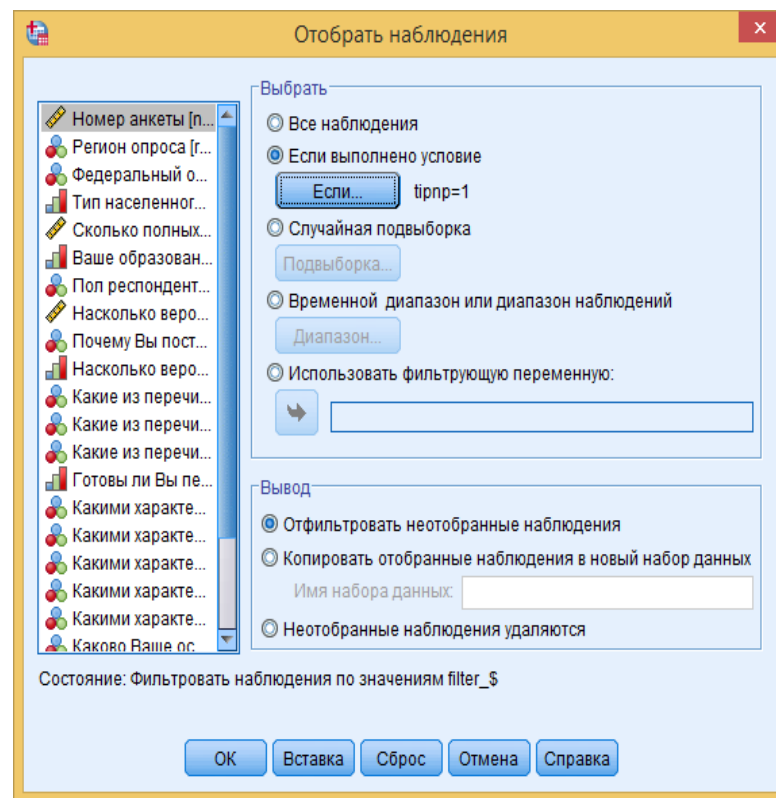 Отобрать наблюдения
Номер анкеты [n...
Регион опроса [r...
Федеральный о...
Тип населенног...
Сколько полных...
Ваше образован...
Пол респондент...
Насколько веро...
Почему Вы пост...
Насколько веро...
Какие из перечи...
Какие из перечи...
Какие из перечи...
Готовы ли Вы пе...
Какими характе...
Какими характе...
Какими характе...
Какими характе...
Какими характе...
Каково Ваше ос...
Выбрать
Все наблюдения
Если выполнено условие
Если... tipnp=1
Случайная подвыборка
Подвыборка...
Временной диапазон или диапазон наблюдений
Диапазон...
Использовать фильтрующую переменную:
Вывод
Отфильтровать неотобранные наблюдения
Копировать отобранные наблюдения в новый набор данных
Имя набора данных:
Неотобранные наблюдения удаляются
Состояние: Фильтровать наблюдения по значениям filter_$
ОК Вставка Сброс Отмена Справка